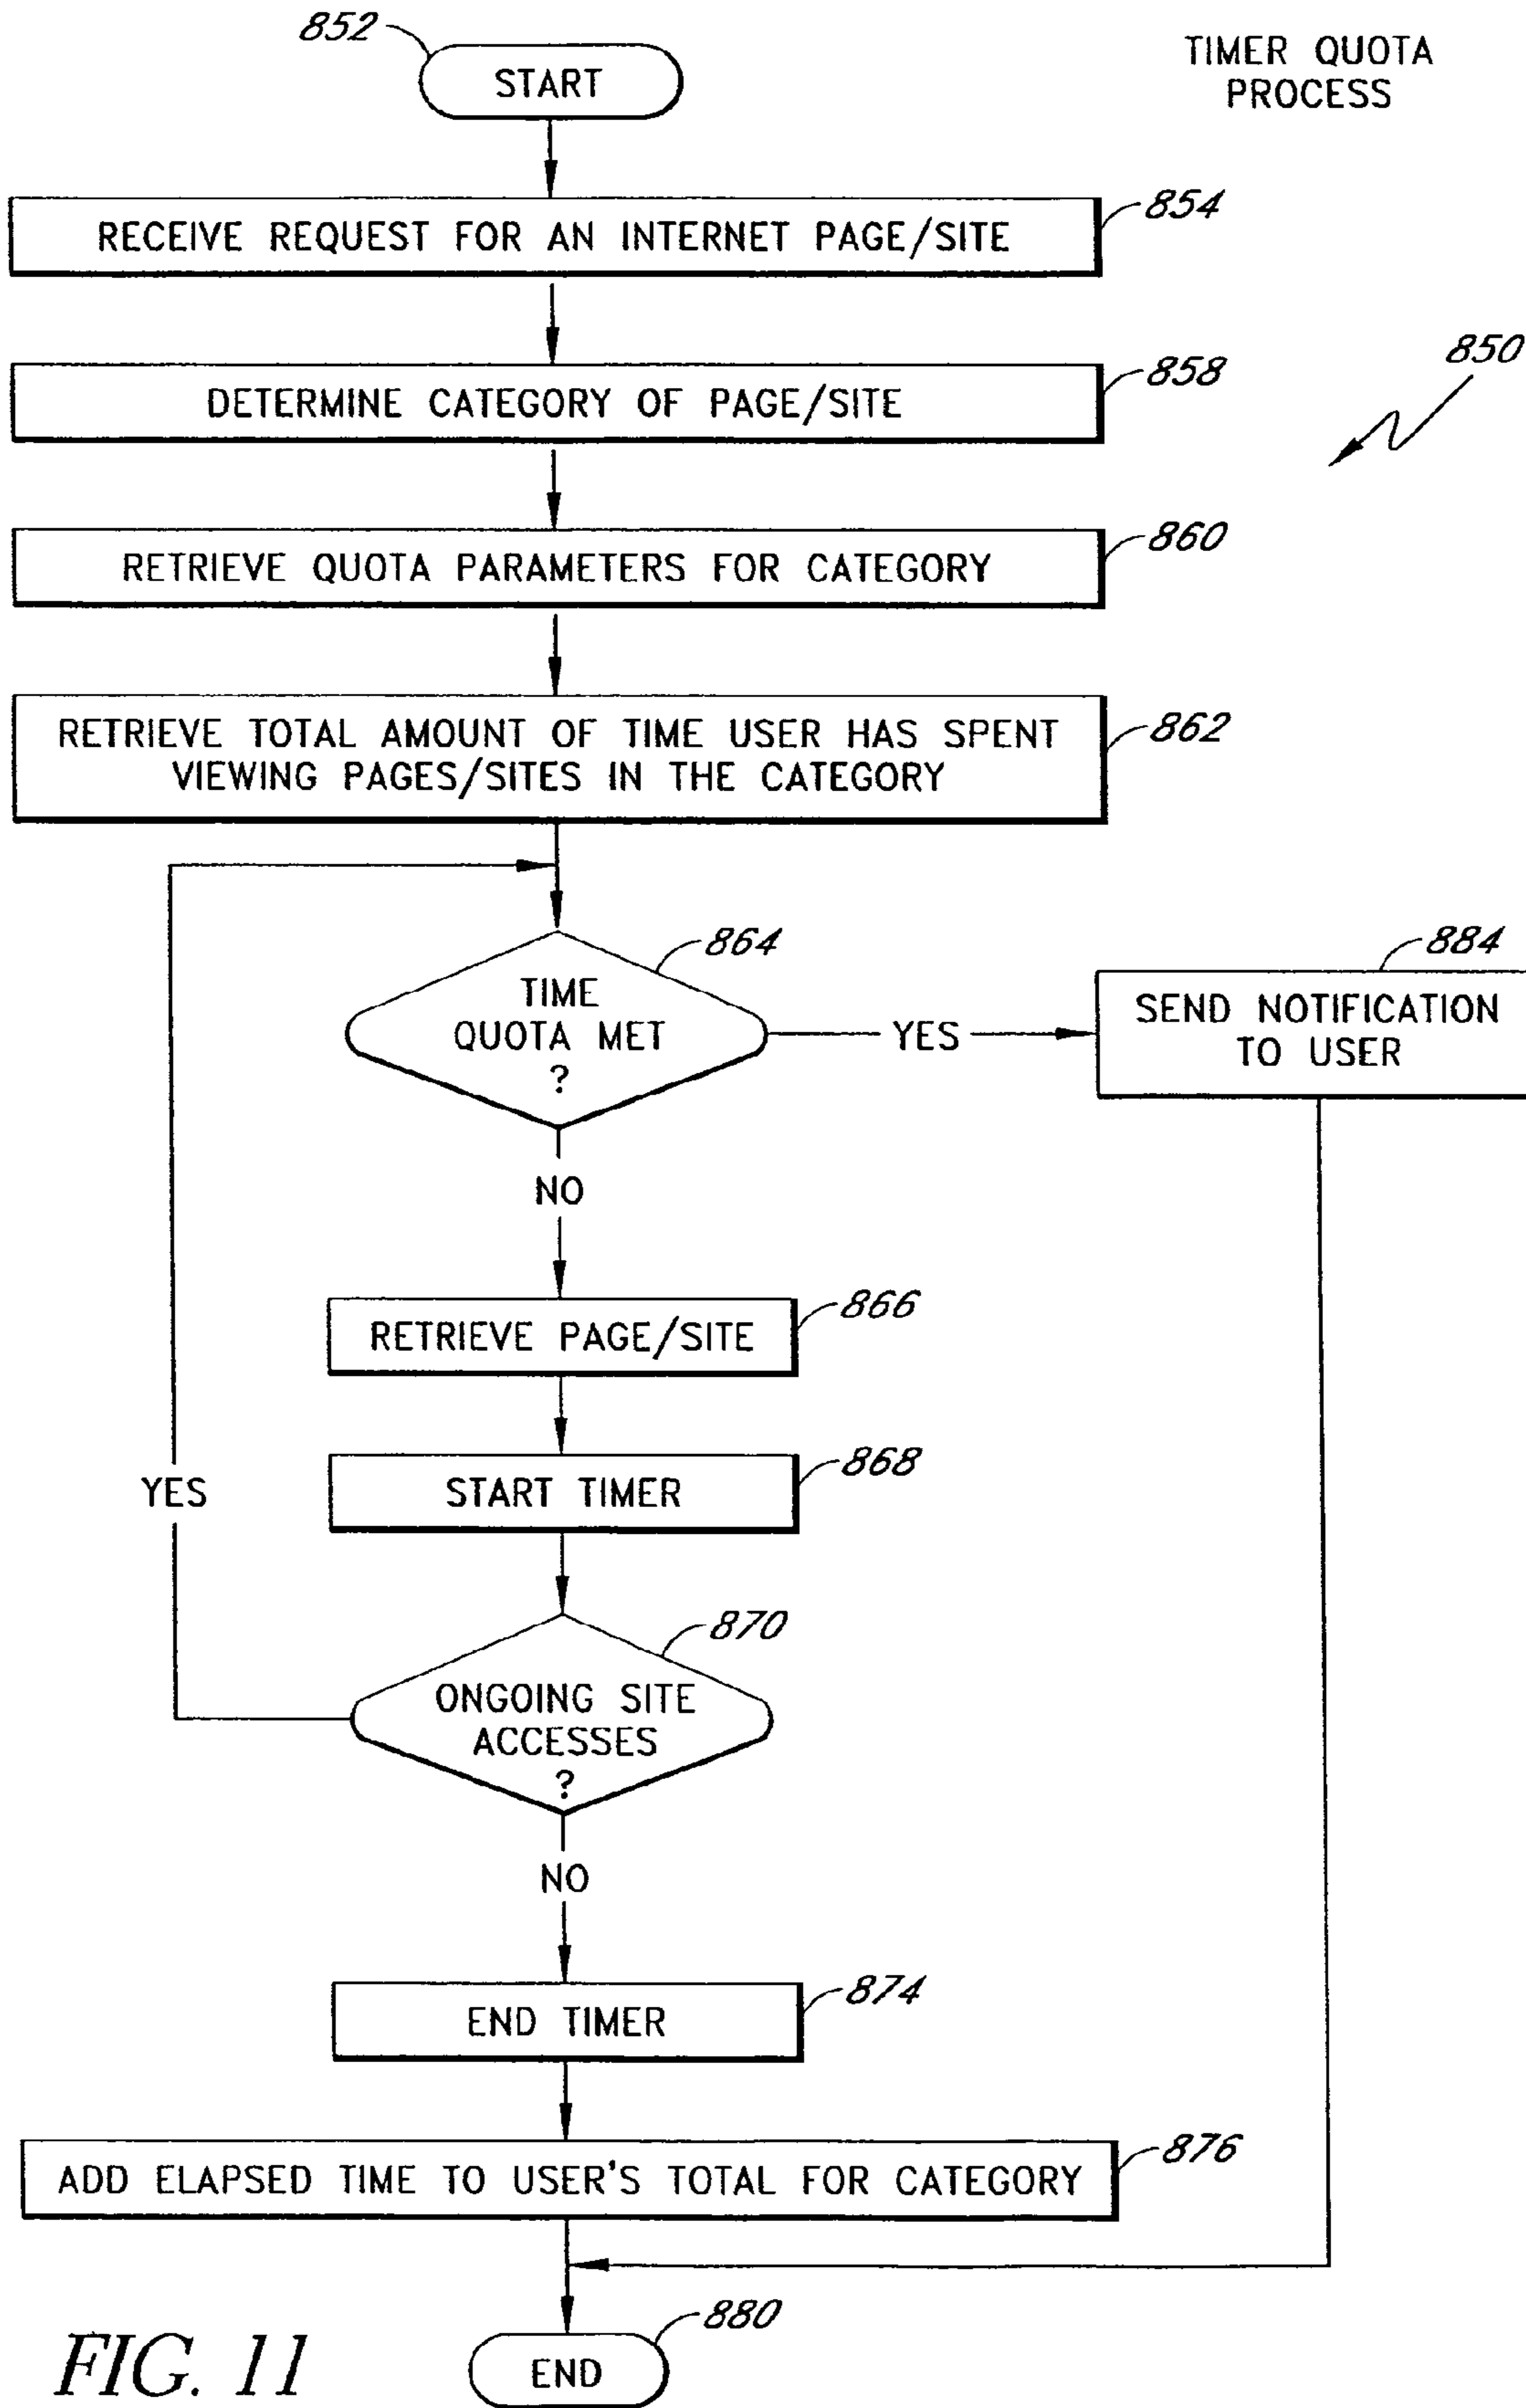 852
START
TIMER QUOTA
PROCESS
RECEIVE REQUEST FOR AN INTERNET PAGE/SITE
854
DETERMINE CATEGORY OF PAGE/SITE
858
850
RETRIEVE QUOTA PARAMETERS FOR CATEGORY
860
RETRIEVE TOTAL AMOUNT OF TIME USER HAS SPENT
VIEWING PAGES/SITES IN THE CATEGORY
862
864
TIME
QUOTA MET
?
YES
884
SEND NOTIFICATION
TO USER
NO
866
RETRIEVE PAGE/SITE
868
START TIMER
YES
870
ONGOING SITE
ACCESSES
?
NO
874
END TIMER
876
ADD ELAPSED TIME TO USER'S TOTAL FOR CATEGORY
880
END
FIG. 11